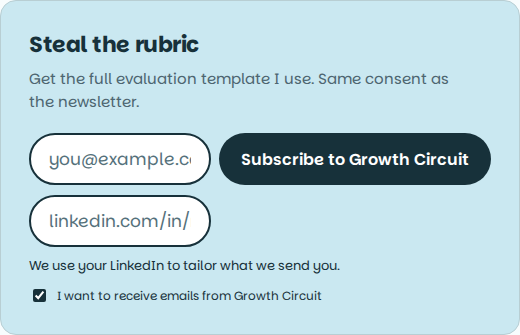 Steal the rubric
Get the full evaluation template I use. Same consent as
the newsletter.
you@example.c
Subscribe to Growth Circuit
linkedin.com/in/
We use your LinkedIn to tailor what we send you.
I want to receive emails from Growth Circuit